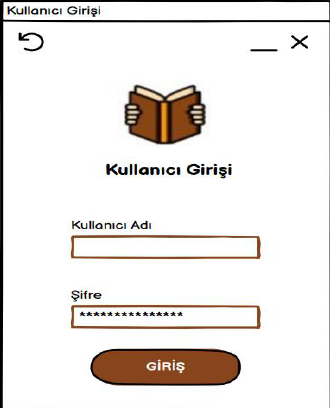 Kullanıcı Girişi
Kullanıcı Girişi
Kullanıcı Adı
Şifre
***************
GİRİŞ